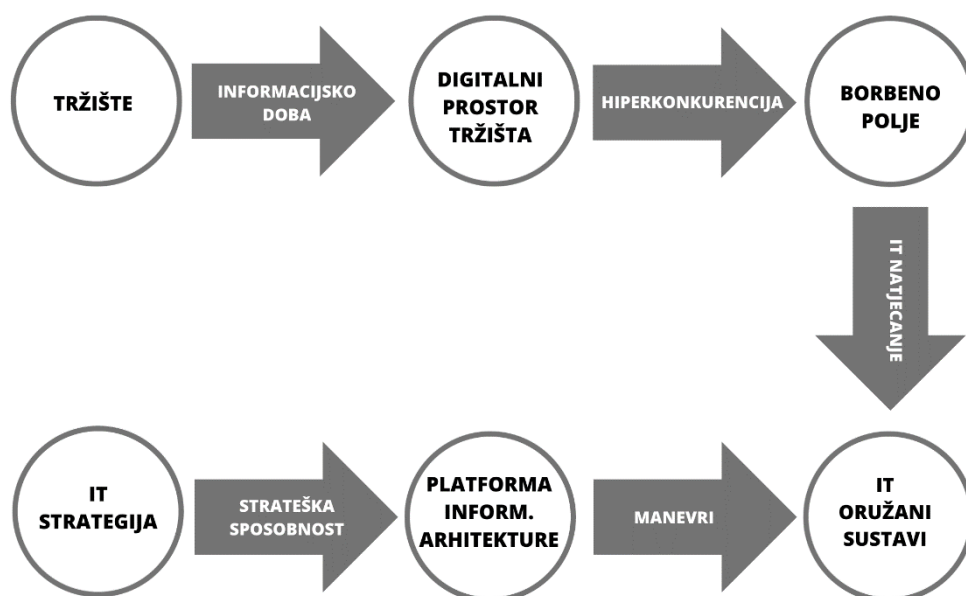 TRŽIŠTE
INFORMACIJSKO
DOBA
DIGITALNI
PROSTOR
TRŽIŠTA
HIPERKONKURENCIJA
BORBENO
POLJE
IT NATJECANJE
IT
STRATEGIJA
STRATEŠKA
SPOSOBNOST
PLATFORMA
INFORM.
ARHITEKTURE
MANEVRI
IT
ORUŽANI
SUSTAVI